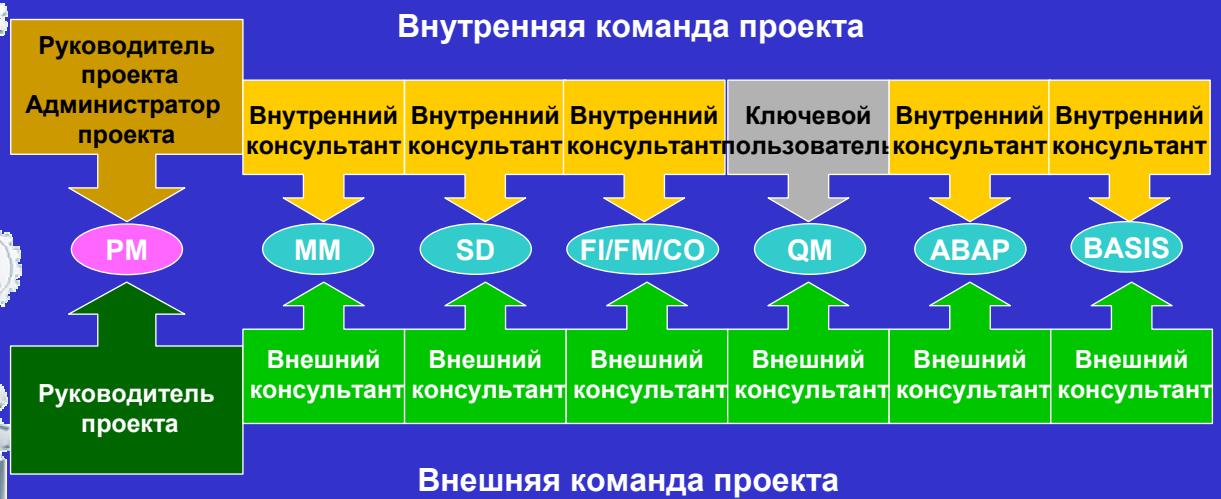 Внутренняя команда проекта
Руководитель
проекта
Администратор
проекта
Внутренний
консультант
Внутренний
консультант
Внутренний
консультант
Ключевой
пользователь
Внутренний
консультант
Внутренний
консультант
PM
MM
SD
FI/FM/CO
QM
ABAP
BASIS
Руководитель
проекта
Внешний
консультант
Внешний
консультант
Внешний
консультант
Внешний
консультант
Внешний
консультант
Внешний
консультант
Внешняя команда проекта